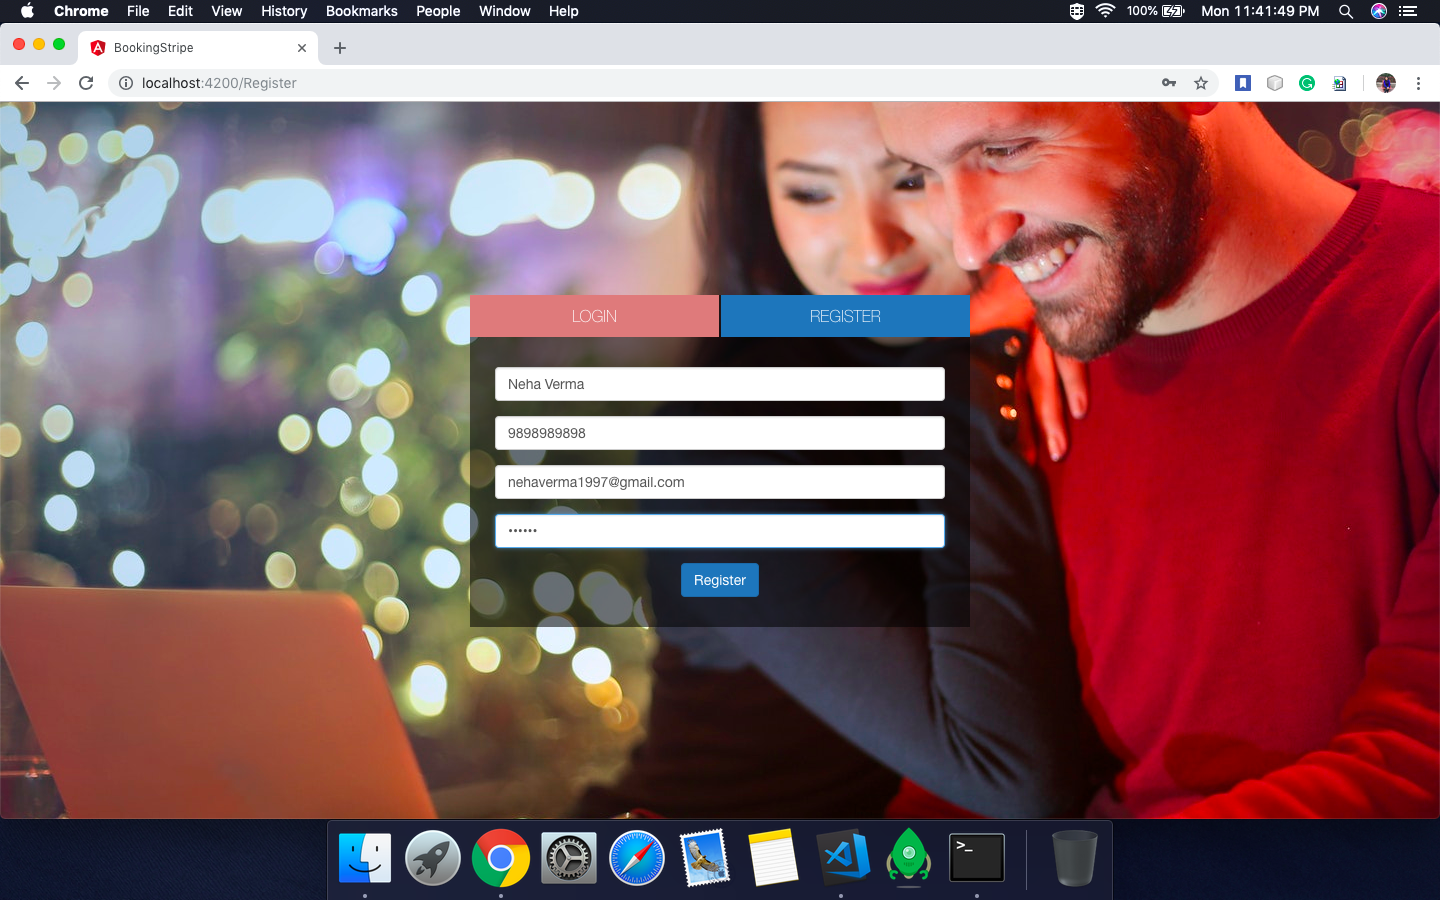 Chrome File Edit View History Bookmarks People Window Help 100% Mon 11:41:49 PM
BookingStripe
localhost:4200/Register
LOGIN REGISTER
Neha Verma
9898989898
nehaverma1997@gmail.com
••••••
Register
>_